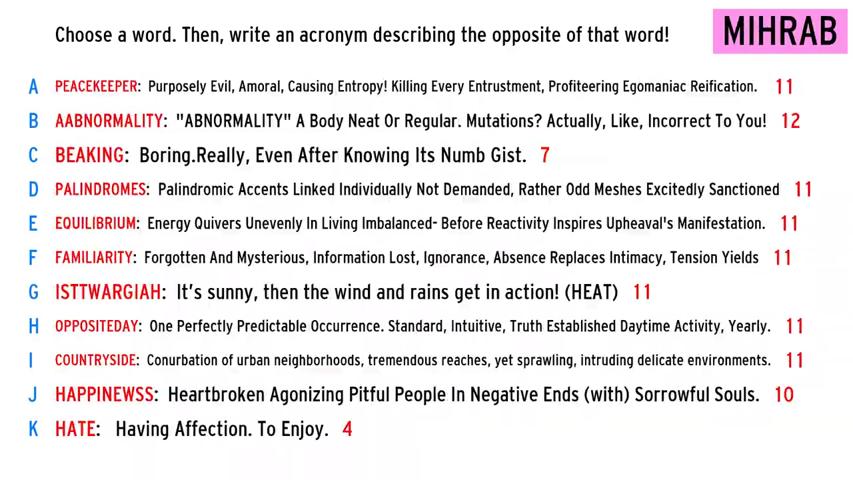 Choose a word. Then, write an acronym describing the opposite of that word!
MIHRAB
A PEACEKEEPER: Purposely Evil, Amoral, Causing Entropy! Killing Every Entrustment, Profiteering Egomaniac Reification. 11
B AABNORMALITY: "ABNORMALITY" A Body Neat Or Regular. Mutations? Actually, Like, Incorrect To You! 12
C BEAKING: Boring.Really, Even After Knowing Its Numb Gist. 7
D PALINDROMES: Palindromic Accents Linked Individually Not Demanded, Rather Odd Meshes Excitedly Sanctioned 11
E EQUILIBRIUM: Energy Quivers Unevenly In Living Imbalanced- Before Reactivity Inspires Upheaval's Manifestation. 11
F FAMILIARITY: Forgotten And Mysterious, Information Lost, Ignorance, Absence Replaces Intimacy, Tension Yields 11
G ISTTWARGIAH: It's sunny, then the wind and rains get in action! (HEAT) 11
H OPPOSITEDAY: One Perfectly Predictable Occurrence. Standard, Intuitive, Truth Established Daytime Activity, Yearly. 11
I COUNTRYSIDE: Conurbation of urban neighborhoods, tremendous reaches, yet sprawling, intruding delicate environments. 11
J HAPPINEWSS: Heartbroken Agonizing Pitful People In Negative Ends (with) Sorrowful Souls. 10
K HATE: Having Affection. To Enjoy. 4